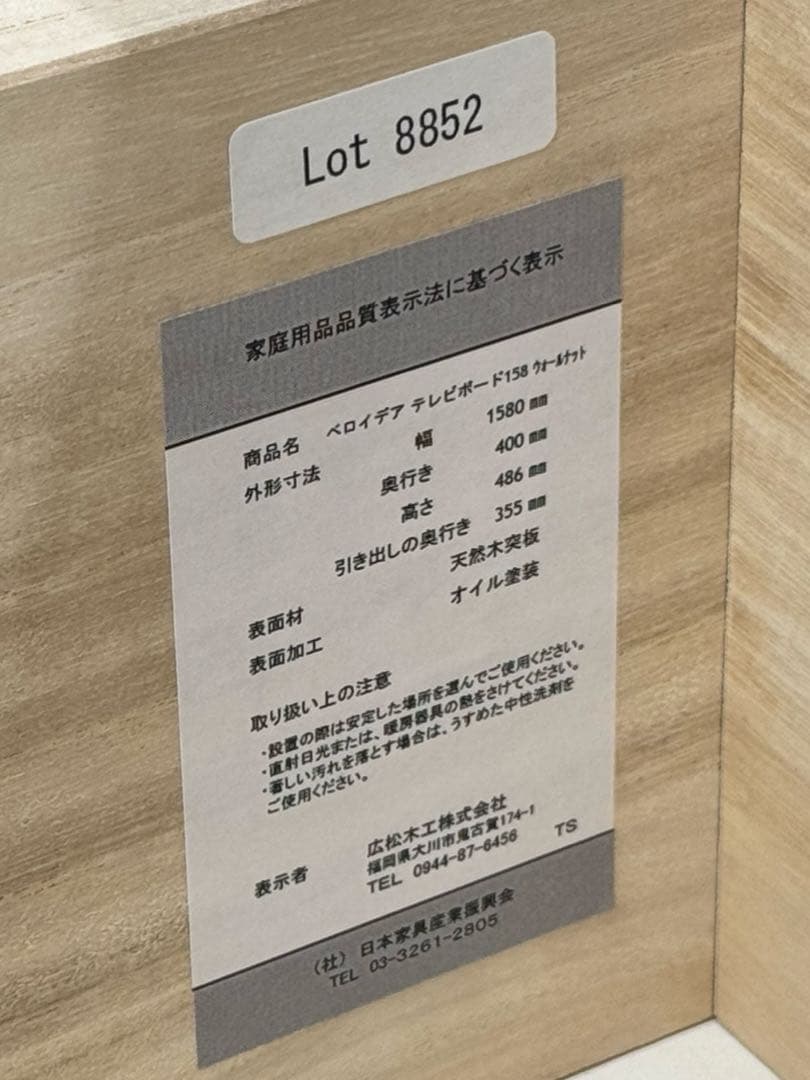 Lot 8852
家庭用品品質表示法に基づく表示
商品名 ベロイデア テレビボード158 ｳｫｰﾙﾅｯﾄ
外形寸法 幅 1580 ㎜
奥行き 400 ㎜
高さ 486 ㎜
引き出しの奥行き 355 ㎜
表面材 天然木突板
表面加工 オイル塗装
取り扱い上の注意
・設置の際は安定した場所を選んでご使用ください。
・直射日光または、暖房器具の熱をさけてください。
・著しい汚れを落とす場合は、うすめた中性洗剤を
ご使用ください。
表示者 広松木工株式会社
福岡県大川市鬼古賀174-1
TEL 0944-87-6456 TS
（社）日本家具産業振興会
TEL 03-3261-2805